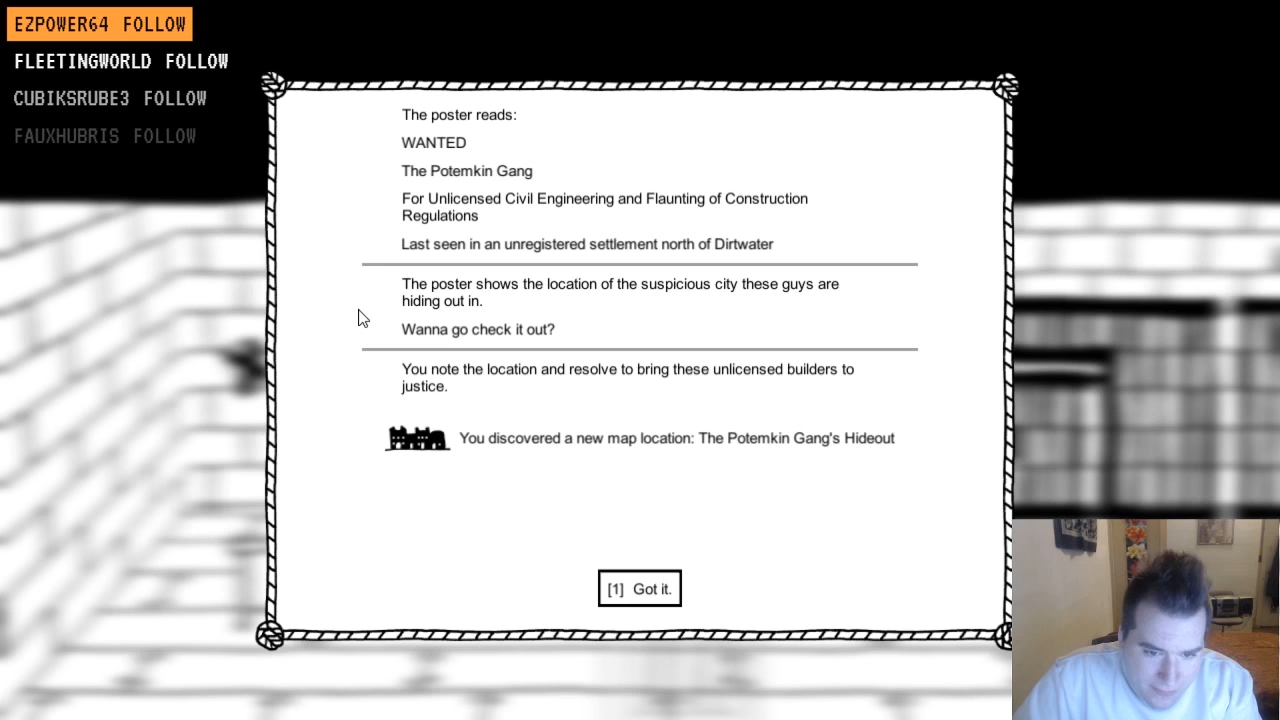 EZPOWER64 FOLLOW
FLEETINGWORLD FOLLOW
CUBIKSRUBE3 FOLLOW
FAUXHUBRIS FOLLOW
The poster reads:
WANTED
The Potemkin Gang
For Unlicensed Civil Engineering and Flaunting of Construction
Regulations
Last seen in an unregistered settlement north of Dirtwater
The poster shows the location of the suspicious city these guys are
hiding out in.
Wanna go check it out?
You note the location and resolve to bring these unlicensed builders to
justice.
You discovered a new map location: The Potemkin Gang's Hideout
[1] Got it.